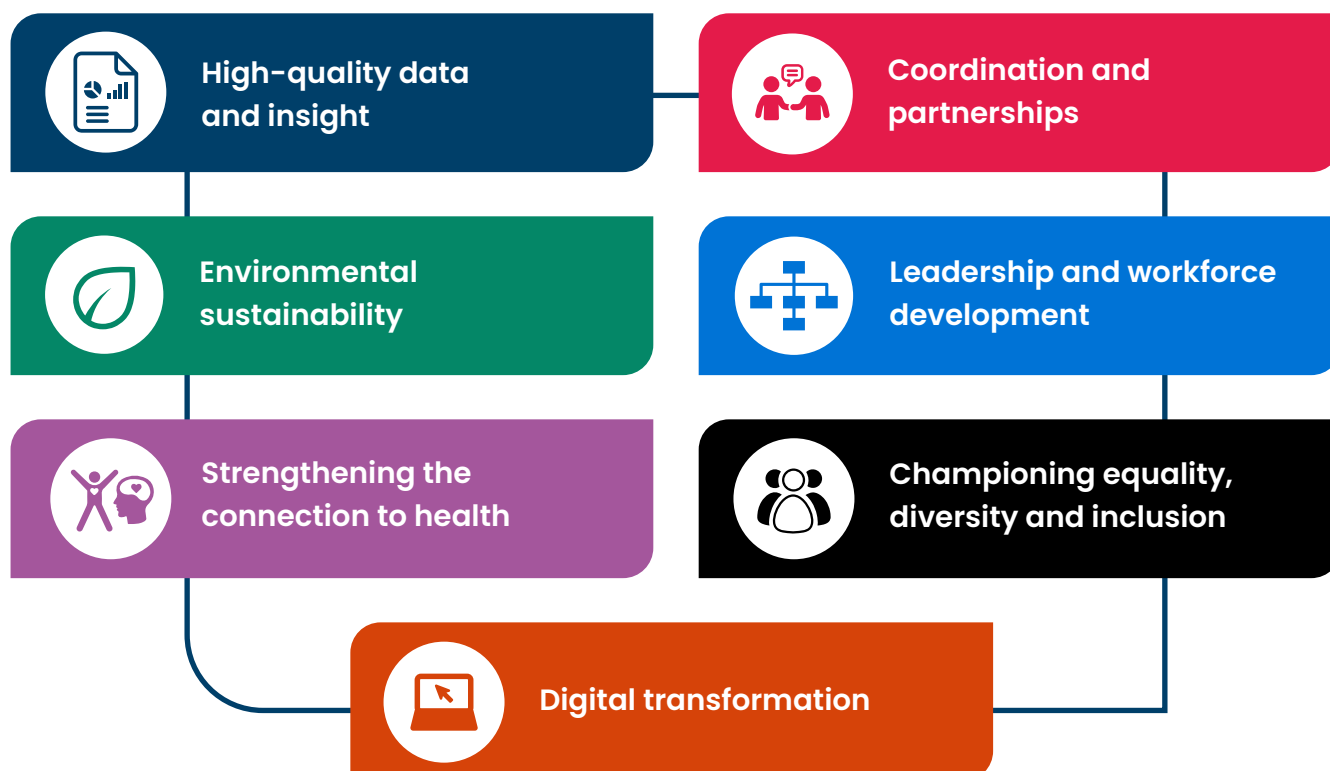 High-quality data
and insight
Coordination and
partnerships
Environmental
sustainability
Leadership and workforce
development
Strengthening the
connection to health
Championing equality,
diversity and inclusion
Digital transformation